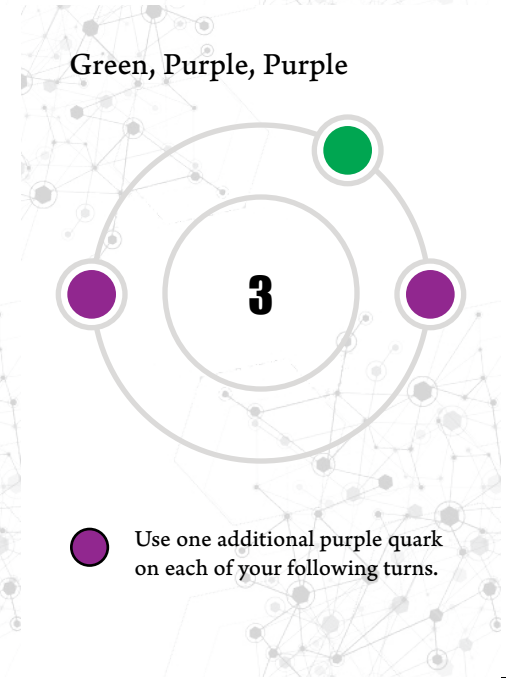 Green, Purple, Purple
3
Use one additional purple quark
on each of your following turns.